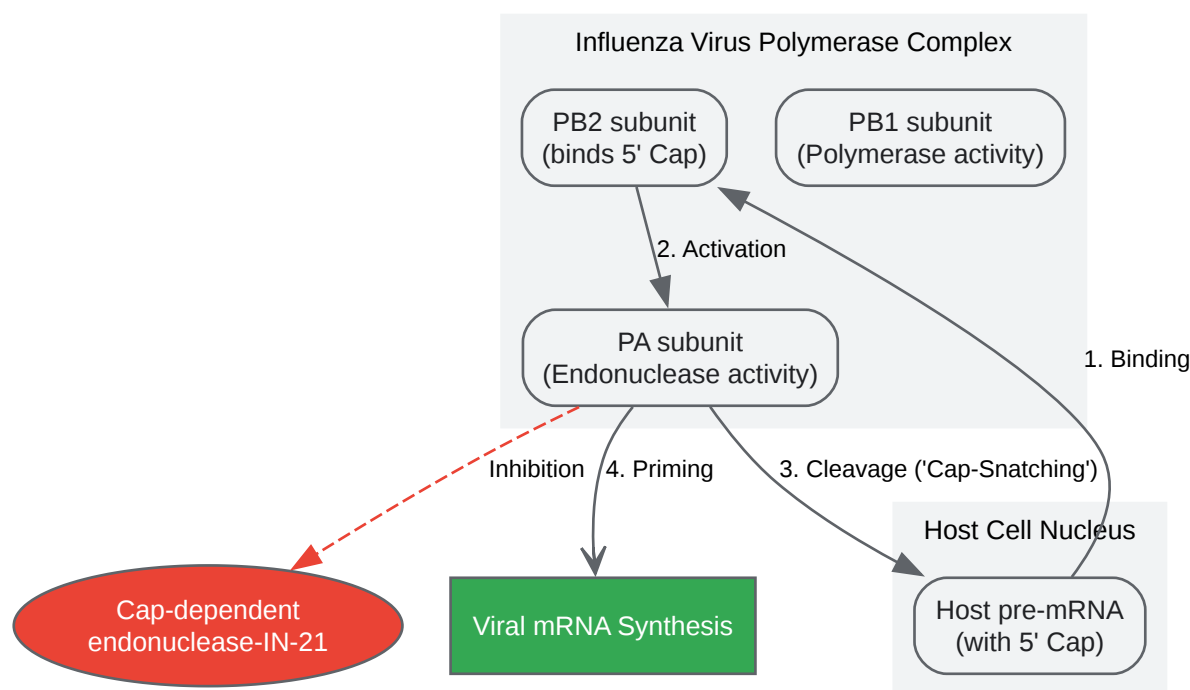 Influenza Virus Polymerase Complex
PB2 subunit
(binds 5' Cap)
PB1 subunit
(Polymerase activity)
2. Activation
PA subunit
(Endonuclease activity)
1. Binding
Inhibition
4. Priming
3. Cleavage ('Cap-Snatching')
Host Cell Nucleus
Cap-dependent
endonuclease-IN-21
Viral mRNA Synthesis
Host pre-mRNA
(with 5' Cap)